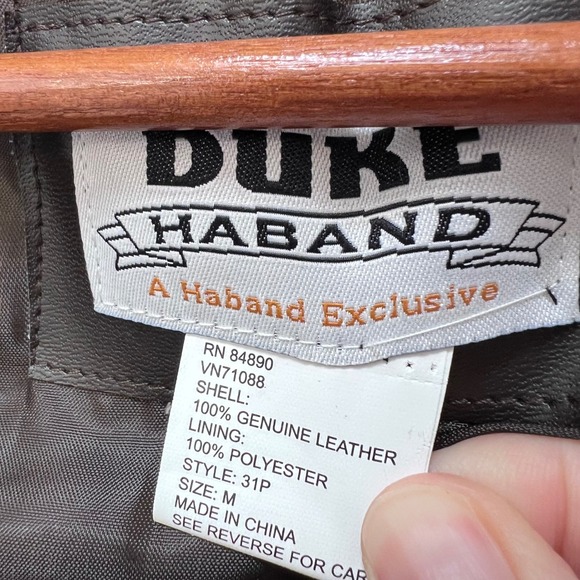 DUKE
HABAND
A Haband Exclusive
RN 84890
VN71088
SHELL:
100% GENUINE LEATHER
LINING:
100% POLYESTER
STYLE: 31P
SIZE: M
MADE IN CHINA
SEE REVERSE FOR CAR